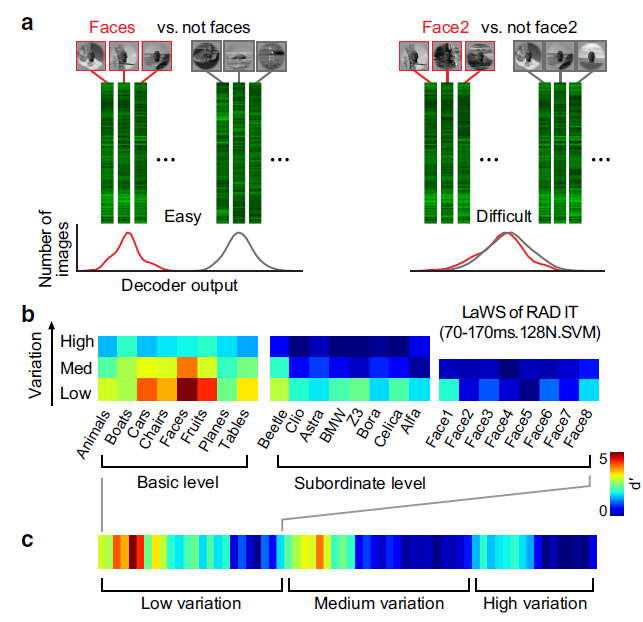 a
Faces vs. not faces
Face2 vs. not face2
...
...
...
...
Easy
Difficult
Number of
images
Decoder output
b
LaWS of RAD IT
(70-170ms.128N.SVM)
Variation
High
Med
Low
Animals
Boats
Cars
Chairs
Faces
Fruits
Planes
Tables
Beetle
Clio
Astra
BMW
Z3
Bora
Celica
Alfa
Face1
Face2
Face3
Face4
Face5
Face6
Face7
Face8
Basic level
Subordinate level
5
0
d'
c
Low variation
Medium variation
High variation